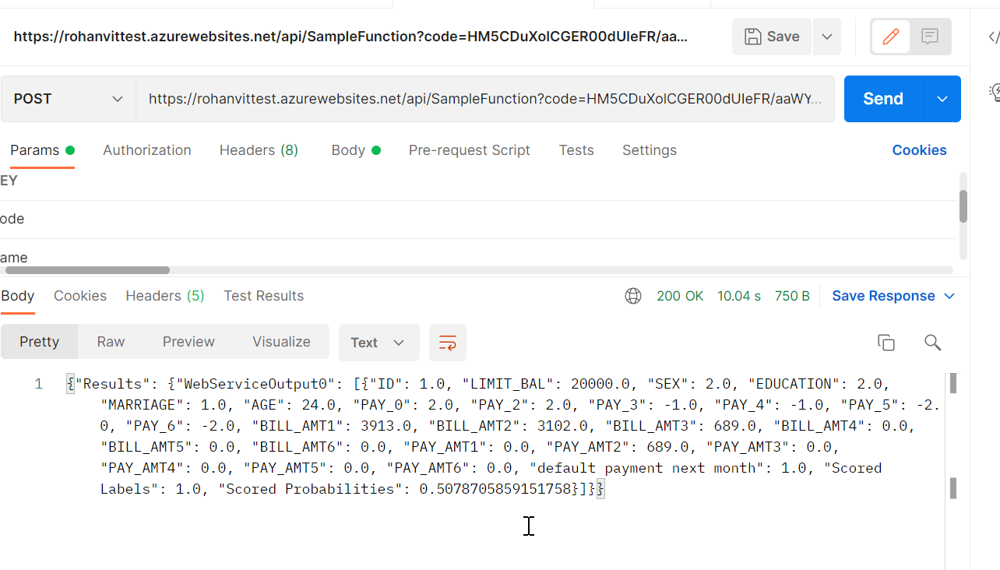 https://rohanvittest.azurewebsites.net/api/SampleFunction?code=HM5CDuXolCGER00dUIeFR/aa...
Save
POST
https://rohanvittest.azurewebsites.net/api/SampleFunction?code=HM5CDuXolCGER00dUIeFR/aaWY...
Send
Params Authorization Headers (8) Body Pre-request Script Tests Settings Cookies
EY
ode
ame
Body Cookies Headers (5) Test Results 200 OK 10.04 s 750 B Save Response
Pretty Raw Preview Visualize Text
1 {"Results": {"WebServiceOutput0": [{"ID": 1.0, "LIMIT_BAL": 20000.0, "SEX": 2.0, "EDUCATION": 2.0,
"MARRIAGE": 1.0, "AGE": 24.0, "PAY_0": 2.0, "PAY_2": 2.0, "PAY_3": -1.0, "PAY_4": -1.0, "PAY_5": -2.
0, "PAY_6": -2.0, "BILL_AMT1": 3913.0, "BILL_AMT2": 3102.0, "BILL_AMT3": 689.0, "BILL_AMT4": 0.0,
"BILL_AMT5": 0.0, "BILL_AMT6": 0.0, "PAY_AMT1": 0.0, "PAY_AMT2": 689.0, "PAY_AMT3": 0.0,
"PAY_AMT4": 0.0, "PAY_AMT5": 0.0, "PAY_AMT6": 0.0, "default payment next month": 1.0, "Scored
Labels": 1.0, "Scored Probabilities": 0.5078705859151758}]}}